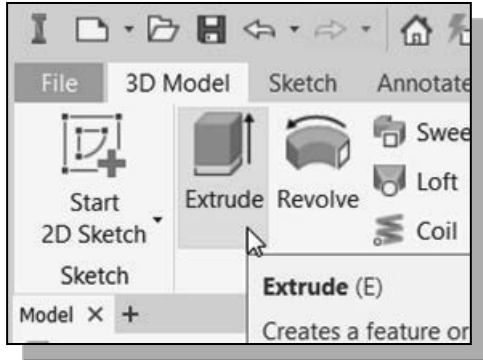 File 3D Model Sketch Annotate
Start
2D Sketch
Extrude
Revolve
Swee
Loft
Coil
Sketch
Model × +
Extrude (E)
Creates a feature or